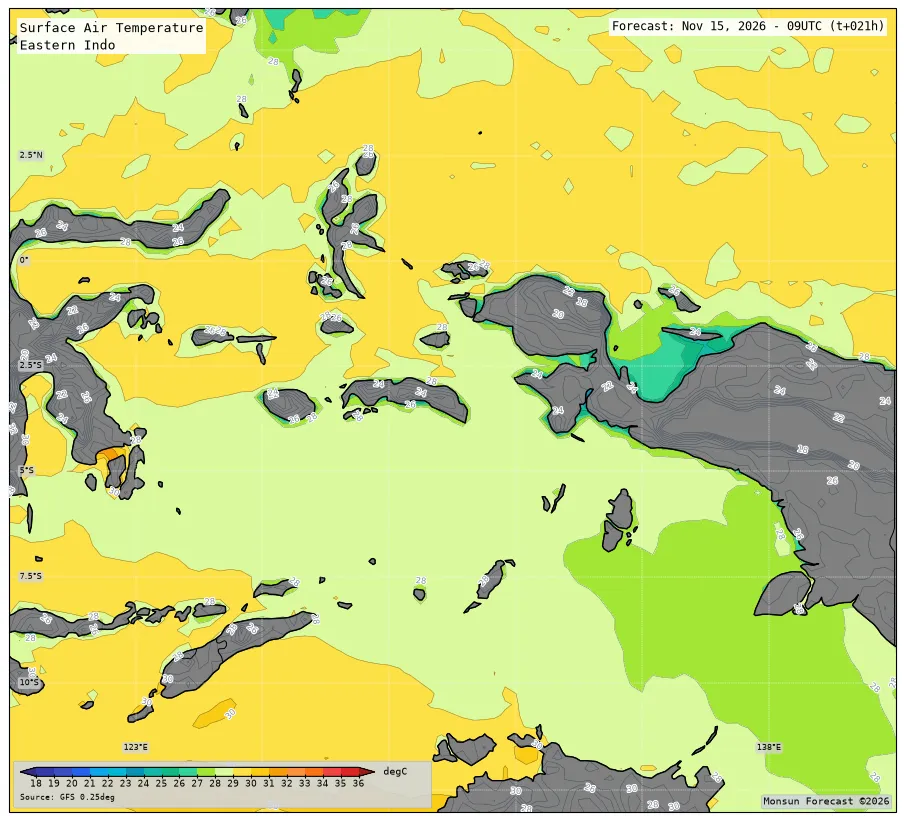 Surface Air Temperature
Eastern Indo
Forecast: Nov 15, 2026 - 09UTC (t+021h)
2.5°N
0°
2.5°S
5°S
7.5°S
10°S
123°E
138°E
18 19 20 21 22 23 24 25 26 27 28 29 30 31 32 33 34 35 36
degC
Source: GFS 0.25deg
Monsun Forecast ©2026